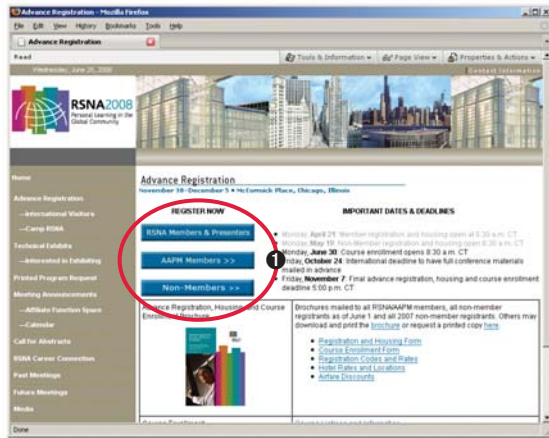 Advance Registration - Mozilla Firefox
File Edit View History Bookmarks Tools Help
Advance Registration
Read
Tools & Information
Page View
Properties & Actions
Wednesday, June 25, 2008
Contact Information
RSNA2008
Personal Learning in the
Global Community
Home
Advance Registration
—International Visitors
—Camp RSNA
Technical Exhibits
—Interested in Exhibiting
Printed Program Request
Meeting Announcements
—Affiliate Function Space
—Calendar
Call for Abstracts
RSNA Career Connection
Past Meetings
Future Meetings
Media
Advance Registration
November 30-December 5 • McCormick Place, Chicago, Illinois
REGISTER NOW
RSNA Members & Presenters
AAPM Members >>
Non-Members >>
1
IMPORTANT DATES & DEADLINES
Monday, April 21: Member registration and housing open at 8:30 a.m. CT
Monday, May 19: Non-Member registration and housing open 8:30 a.m. CT
Monday, June 30: Course enrollment opens 8:30 a.m. CT
Friday, October 24: International deadline to have full conference materials
mailed in advance
Friday, November 7: Final advance registration, housing and course enrollment
deadline 5:00 p.m. CT
Advance Registration, Housing and Course
Enrollment Brochure
Brochures mailed to all RSNA/AAPM members, all non-member
registrants as of June 1 and all 2007 non-member registrants. Others may
download and print the brochure or request a printed copy here.
Registration and Housing Form
Course Enrollment Form
Registration Codes and Rates
Hotel Rates and Locations
Airfare Discounts
Done